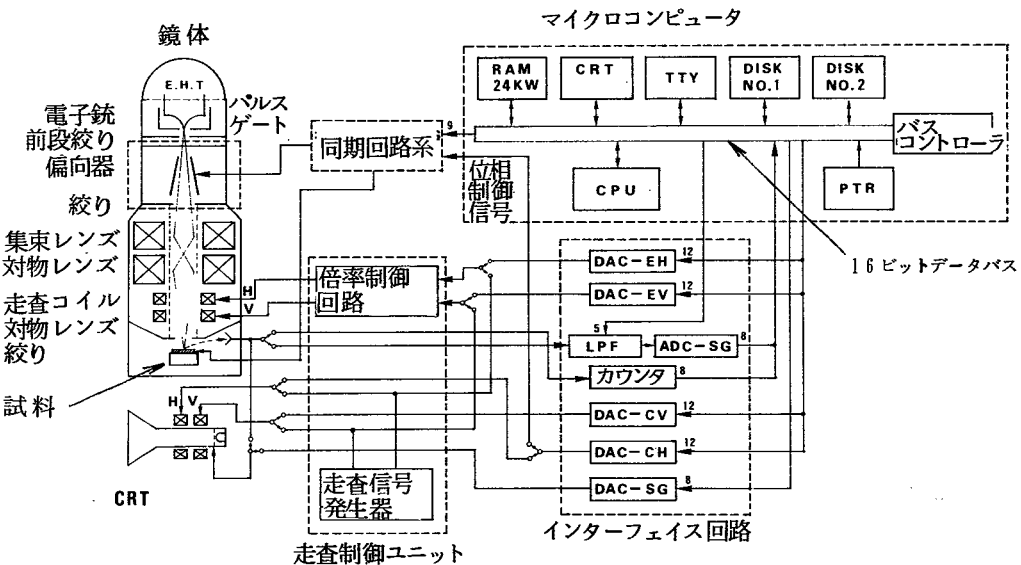 マイクロコンピュータ
鏡体
E.H.T
電子銃
前段絞り
偏向器
絞り
集束レンズ
対物レンズ
走査コイル
対物レンズ
絞り
試料
パルス
ゲート
同期回路系
9
位相
制御
信号
RAM
24KW
CRT
TTY
DISK
NO.1
DISK
NO.2
バス
コントローラ
CPU
PTR
16ビットデータバス
H
V
倍率制御
回路
DAC-EH
12
DAC-EV
12
5
LPF
ADC-SG
8
カウンタ
8
DAC-CV
12
DAC-CH
12
DAC-SG
8
インターフェイス回路
H V
CRT
走査信号
発生器
走査制御ユニット